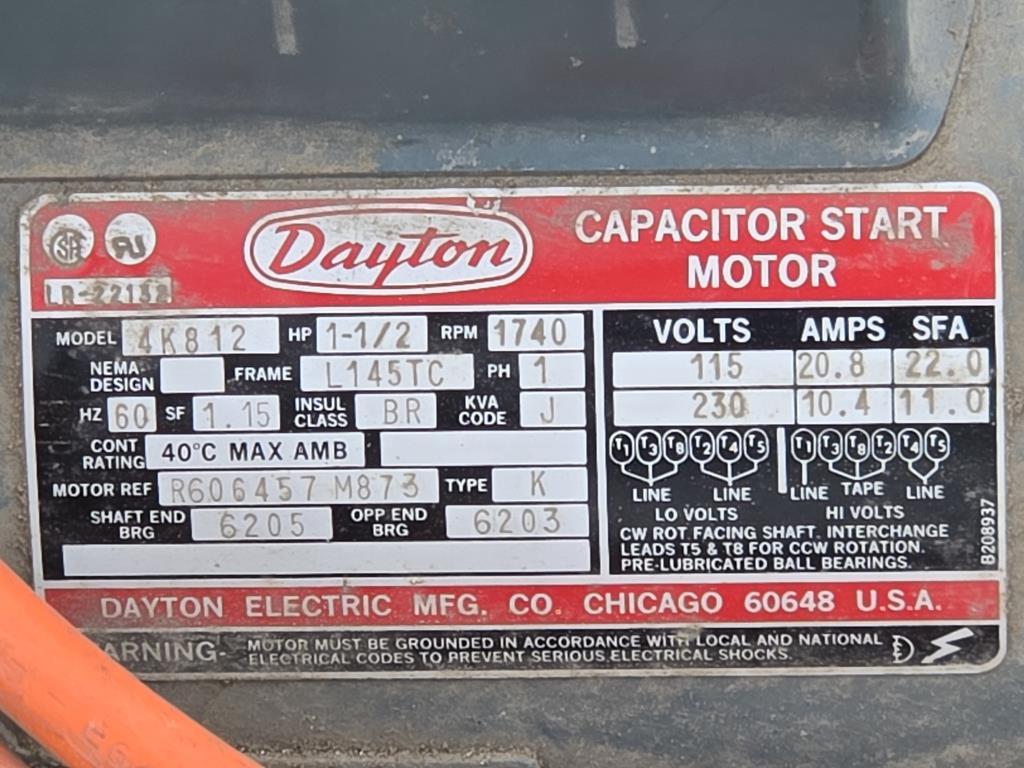 CAPACITOR START
Dayton
MOTOR
LR-22132
MODEL 4K812 HP 1-1/2 RPM 1740
NEMA DESIGN FRAME L145TC PH 1
HZ 60 SF 1.15 INSUL CLASS BR KVA CODE J
CONT RATING 40°C MAX AMB
MOTOR REF R606457 M873 TYPE K
SHAFT END BRG 6205 OPP END BRG 6203
VOLTS AMPS SFA
115 20.8 22.0
230 10.4 11.0
T1 T3 T8 T2 T4 T5 T1 T3 T8 T2 T4 T5
LINE LINE LINE TAPE LINE
LO VOLTS HI VOLTS
CW ROT FACING SHAFT. INTERCHANGE
LEADS T5 & T8 FOR CCW ROTATION.
PRE-LUBRICATED BALL BEARINGS.
B208937
DAYTON ELECTRIC MFG. CO. CHICAGO 60648 U.S.A.
ARNING- MOTOR MUST BE GROUNDED IN ACCORDANCE WITH LOCAL AND NATIONAL
ELECTRICAL CODES TO PREVENT SERIOUS ELECTRICAL SHOCKS.